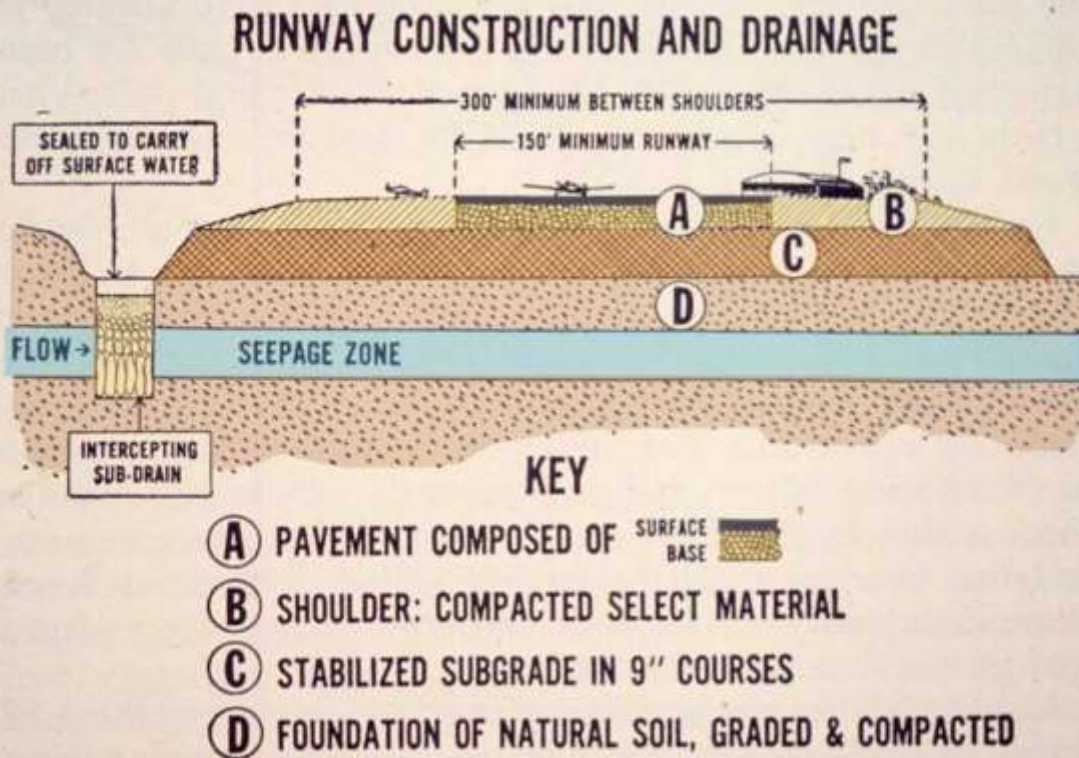 RUNWAY CONSTRUCTION AND DRAINAGE
300' MINIMUM BETWEEN SHOULDERS
150' MINIMUM RUNWAY
SEALED TO CARRY
OFF SURFACE WATER
A
B
C
D
FLOW →
SEEPAGE ZONE
INTERCEPTING
SUB-DRAIN
KEY
A PAVEMENT COMPOSED OF SURFACE
BASE
B SHOULDER: COMPACTED SELECT MATERIAL
C STABILIZED SUBGRADE IN 9" COURSES
D FOUNDATION OF NATURAL SOIL, GRADED & COMPACTED